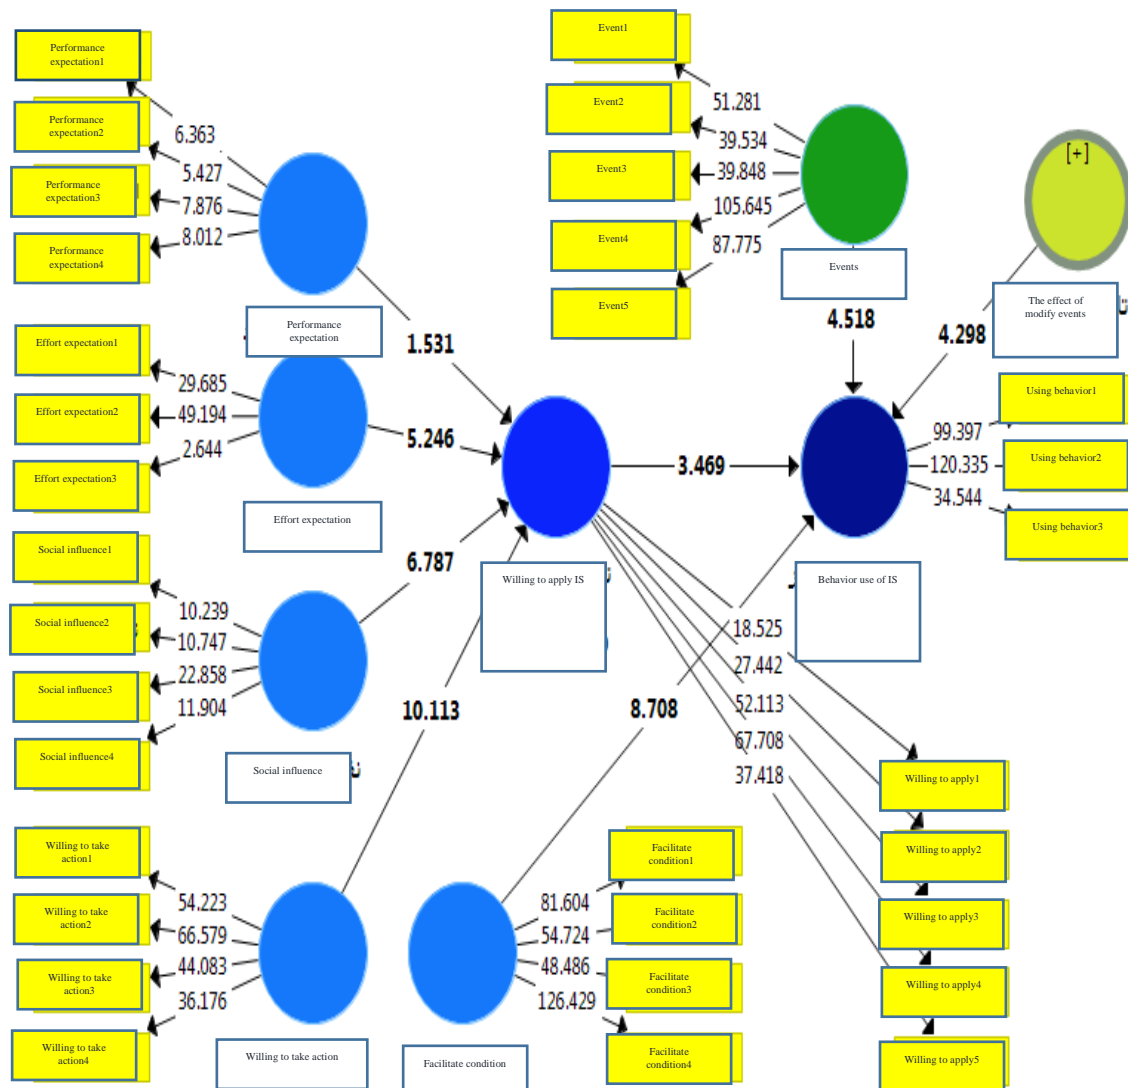 Performance
expectation1
Performance
expectation2
Performance
expectation3
Performance
expectation4
6.363
5.427
7.876
8.012
Performance
expectation
1.531
Effort expectation1
Effort expectation2
Effort expectation3
29.685
49.194
2.644
Effort expectation
5.246
Social influence1
Social influence2
Social influence3
Social influence4
10.239
10.747
22.858
11.904
Social influence
6.787
Willing to take
action1
Willing to take
action2
Willing to take
action3
Willing to take
action4
54.223
66.579
44.083
36.176
Willing to take action
10.113
Event1
Event2
Event3
Event4
Event5
51.281
39.534
39.848
105.645
87.775
Events
4.518
[+]
The effect of
modify events
4.298
Using behavior1
Using behavior2
Using behavior3
99.397
120.335
34.544
Willing to apply IS
3.469
Behavior use of IS
18.525
27.442
52.113
67.708
37.418
8.708
Willing to apply1
Willing to apply2
Willing to apply3
Willing to apply4
Willing to apply5
Facilitate
condition1
Facilitate
condition2
Facilitate
condition3
Facilitate
condition4
81.604
54.724
48.486
126.429
Facilitate condition